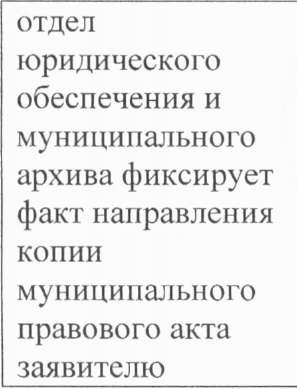 отдел
юридического
обеспечения и
муниципального
архива фиксирует
факт направления
копии
муниципального
правового акта
заявителю